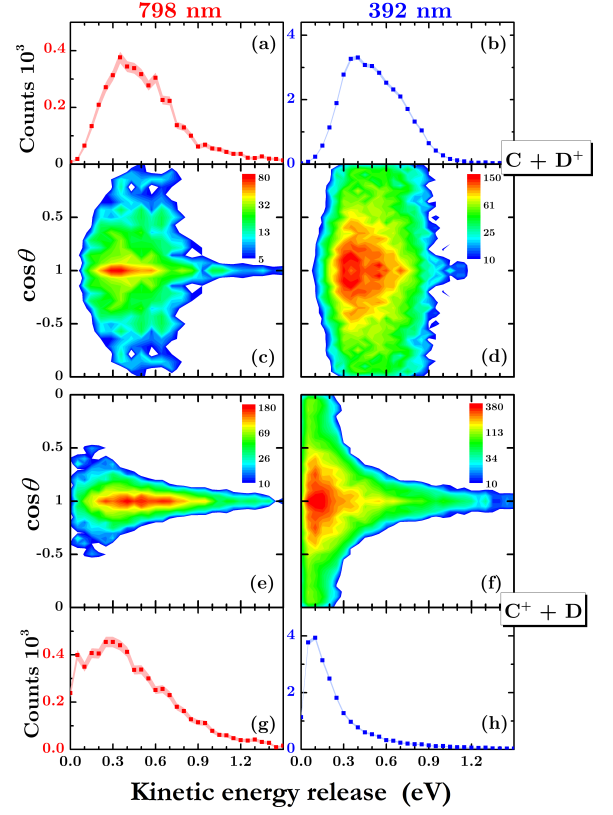 798 nm 392 nm
(a) (b)
Counts 10³
0.4
0.2
0
4
2
0
C + D⁺
80
32
13
5
150
61
25
10
cosθ
0.5
1
-0.5
0
(c) (d)
0
0.5
1
-0.5
0
cosθ
180
69
26
10
380
113
34
10
(e) (f)
C⁺ + D
Counts 10³
0.4
0.2
0.0
4
2
0
(g) (h)
0.0 0.3 0.6 0.9 1.2 0.3 0.6 0.9 1.2
Kinetic energy release (eV)